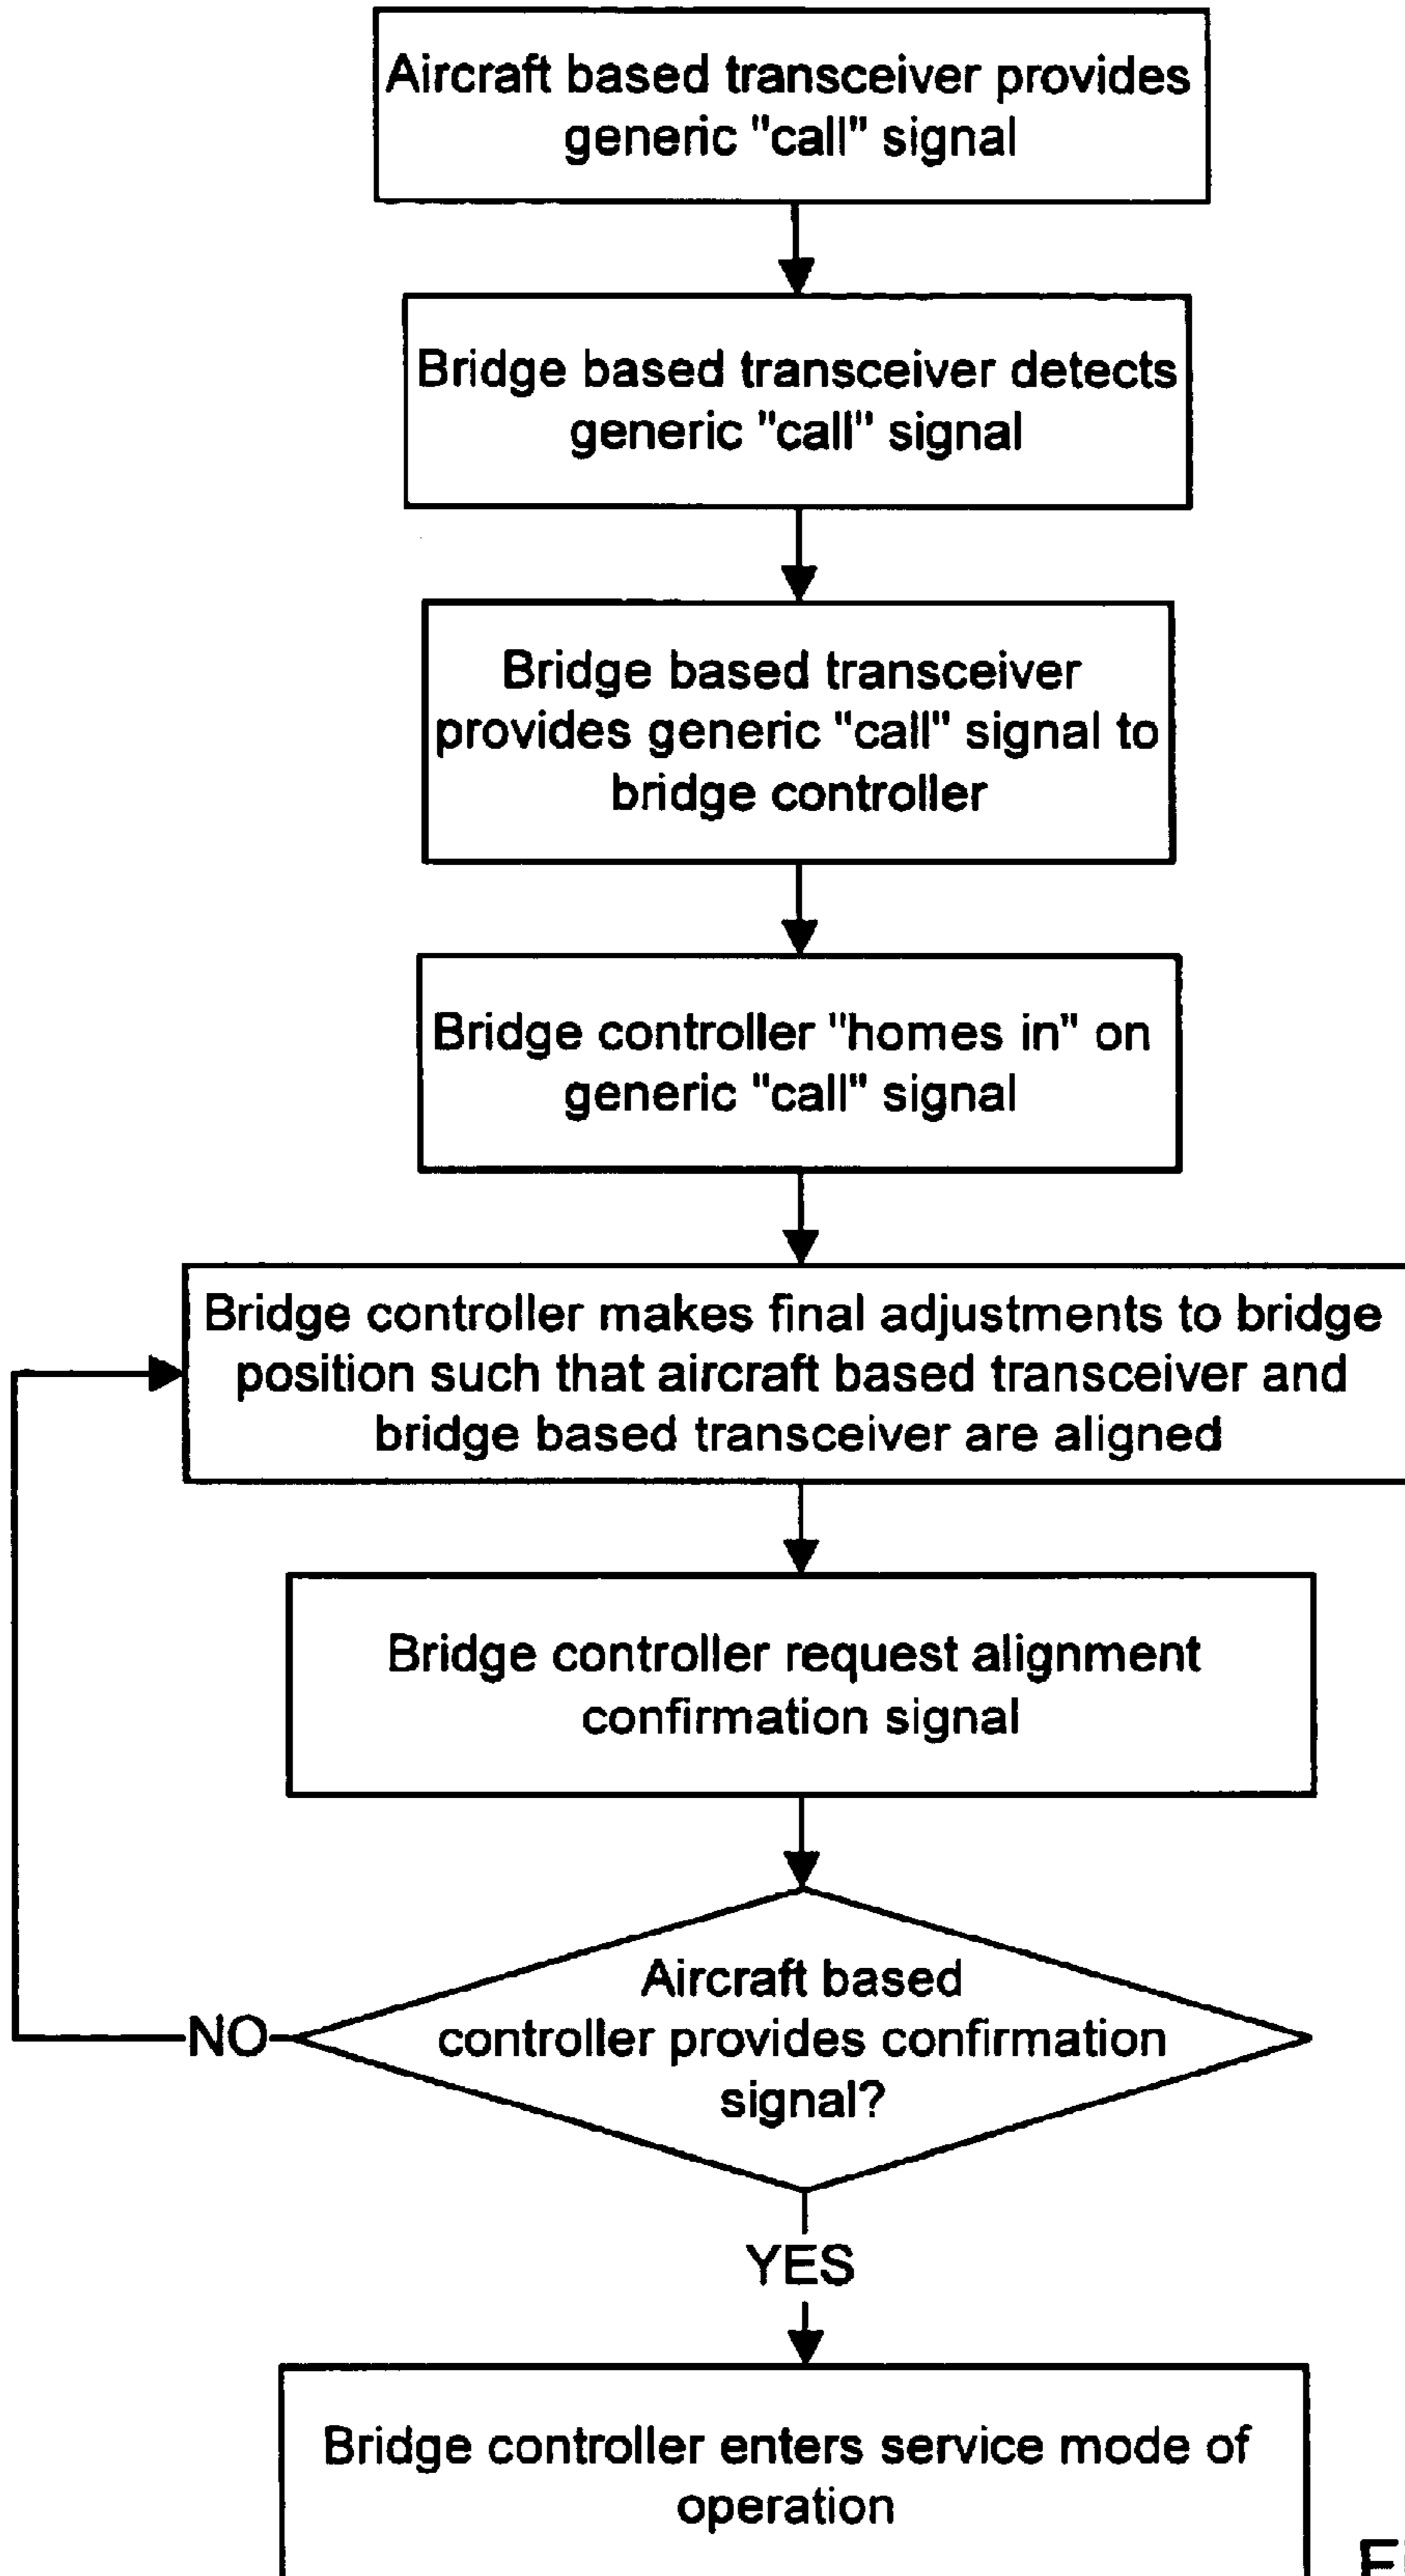 Aircraft based transceiver provides
generic "call" signal
Bridge based transceiver detects
generic "call" signal
Bridge based transceiver
provides generic "call" signal to
bridge controller
Bridge controller "homes in" on
generic "call" signal
Bridge controller makes final adjustments to bridge
position such that aircraft based transceiver and
bridge based transceiver are aligned
Bridge controller request alignment
confirmation signal
Aircraft based
controller provides confirmation
signal?
NO
YES
Bridge controller enters service mode of
operation